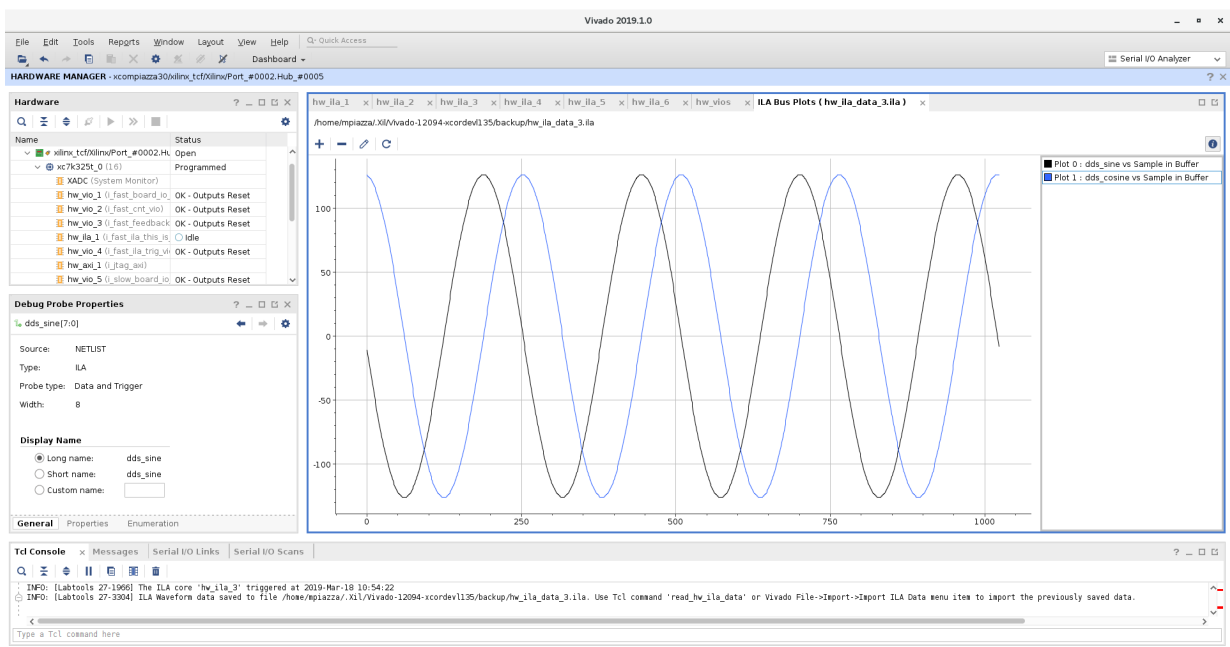 Vivado 2019.1.0
File Edit Tools Reports Window Layout View Help Q- Quick Access
Dashboard
Serial I/O Analyzer
HARDWARE MANAGER - xcompiazza30/xilinx_tcf/Xilinx/Port_#0002.Hub_#0005
Hardware
Name Status
xilinx_tcf/Xilinx/Port_#0002.Hu Open
xc7k325t_0 (16) Programmed
XADC (System Monitor)
hw_vio_1 (i_fast_board_io_ OK - Outputs Reset
hw_vio_2 (i_fast_cnt_vio) OK - Outputs Reset
hw_vio_3 (i_fast_feedback OK - Outputs Reset
hw_ila_1 (i_fast_ila_this_is_ Idle
hw_vio_4 (i_fast_ila_trig_vi OK - Outputs Reset
hw_axi_1 (i_jtag_axi)
hw_vio_5 (i_slow_board_io_ OK - Outputs Reset
Debug Probe Properties
dds_sine[7:0]
Source: NETLIST
Type: ILA
Probe type: Data and Trigger
Width: 8
Display Name
Long name: dds_sine
Short name: dds_sine
Custom name:
General Properties Enumeration
hw_ila_1 hw_ila_2 hw_ila_3 hw_ila_4 hw_ila_5 hw_ila_6 hw_vios ILA Bus Plots ( hw_ila_data_3.ila )
/home/mpiazza/.Xil/Vivado-12094-xcordevl135/backup/hw_ila_data_3.ila
100
50
0
-50
-100
0 250 500 750 1000
Plot 0 : dds_sine vs Sample in Buffer
Plot 1 : dds_cosine vs Sample in Buffer
Tcl Console Messages Serial I/O Links Serial I/O Scans
INFO: [Labtools 27-1966] The ILA core 'hw_ila_3' triggered at 2019-Mar-18 10:54:22
INFO: [Labtools 27-3304] ILA Waveform data saved to file /home/mpiazza/.Xil/Vivado-12094-xcordevl135/backup/hw_ila_data_3.ila. Use Tcl command 'read_hw_ila_data' or Vivado File->Import->Import ILA Data menu item to import the previously saved data.
Type a Tcl command here